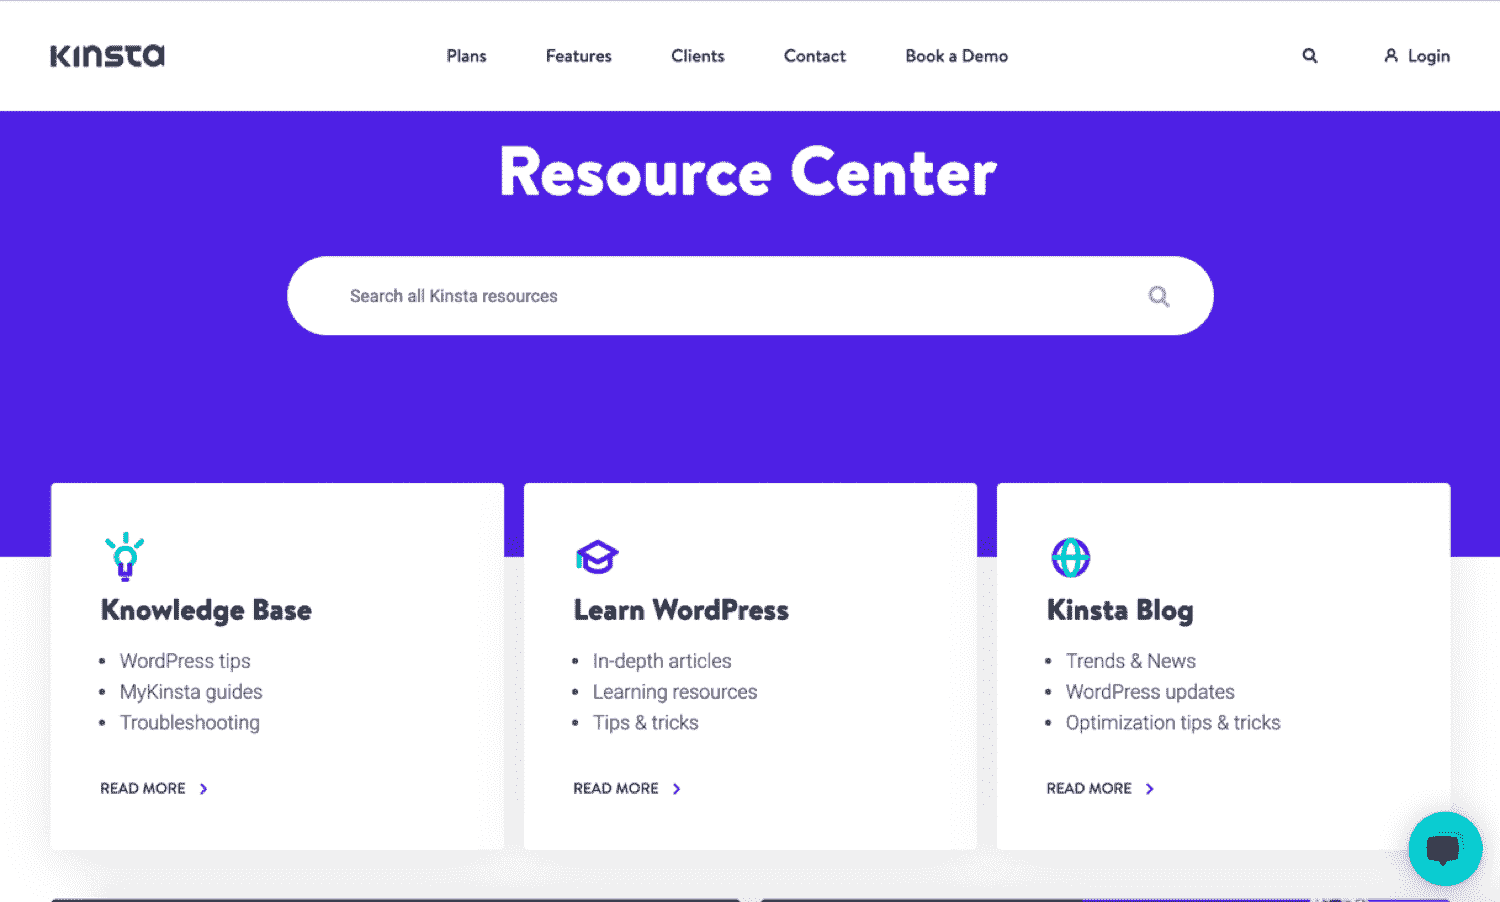 Kinsta
Plans Features Clients Contact Book a Demo Login
Resource Center
Search all Kinsta resources
Knowledge Base
• WordPress tips
• MyKinsta guides
• Troubleshooting
READ MORE
Learn WordPress
• In-depth articles
• Learning resources
• Tips & tricks
READ MORE
Kinsta Blog
• Trends & News
• WordPress updates
• Optimization tips & tricks
READ MORE